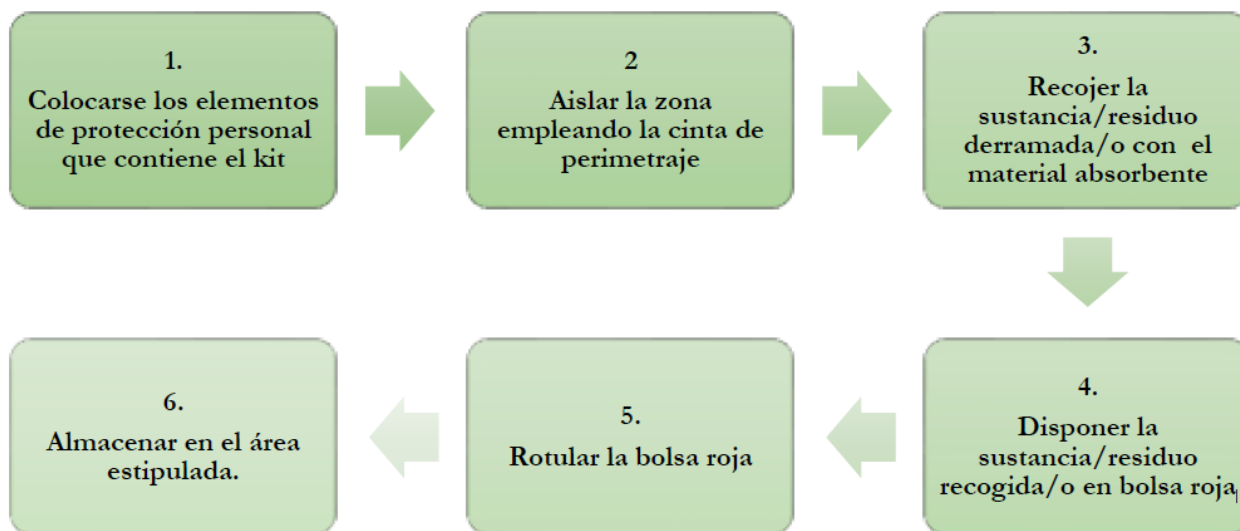 1.
Colocarse los elementos
de protección personal
que contiene el kit
2
Aislar la zona
empleando la cinta de
perimetraje
3.
Recojer la
sustancia/residuo
derramada/o con el
material absorbente
4.
Disponer la
sustancia/residuo
recogida/o en bolsa roja
5.
Rotular la bolsa roja
6.
Almacenar en el área
estipulada.